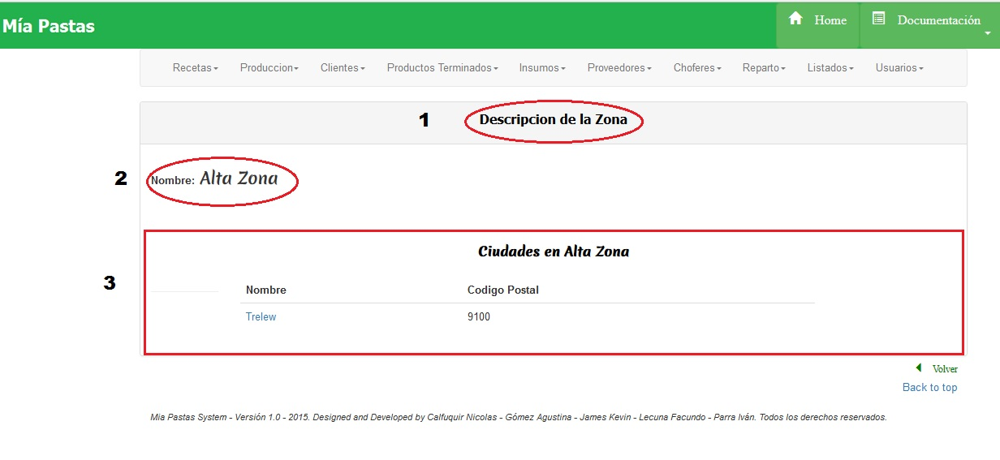 Mía Pastas Home Documentación
Recetas Produccion Clientes Productos Terminados Insumos Proveedores Choferes Reparto Listados Usuarios
1 Descripcion de la Zona
2 Nombre: Alta Zona
Ciudades en Alta Zona
3
Nombre Codigo Postal
Trelew 9100
Volver
Back to top
Mia Pastas System - Versión 1.0 - 2015. Designed and Developed by Calfuquir Nicolas - Gómez Agustina - James Kevin - Lecuna Facundo - Parra Iván. Todos los derechos reservados.